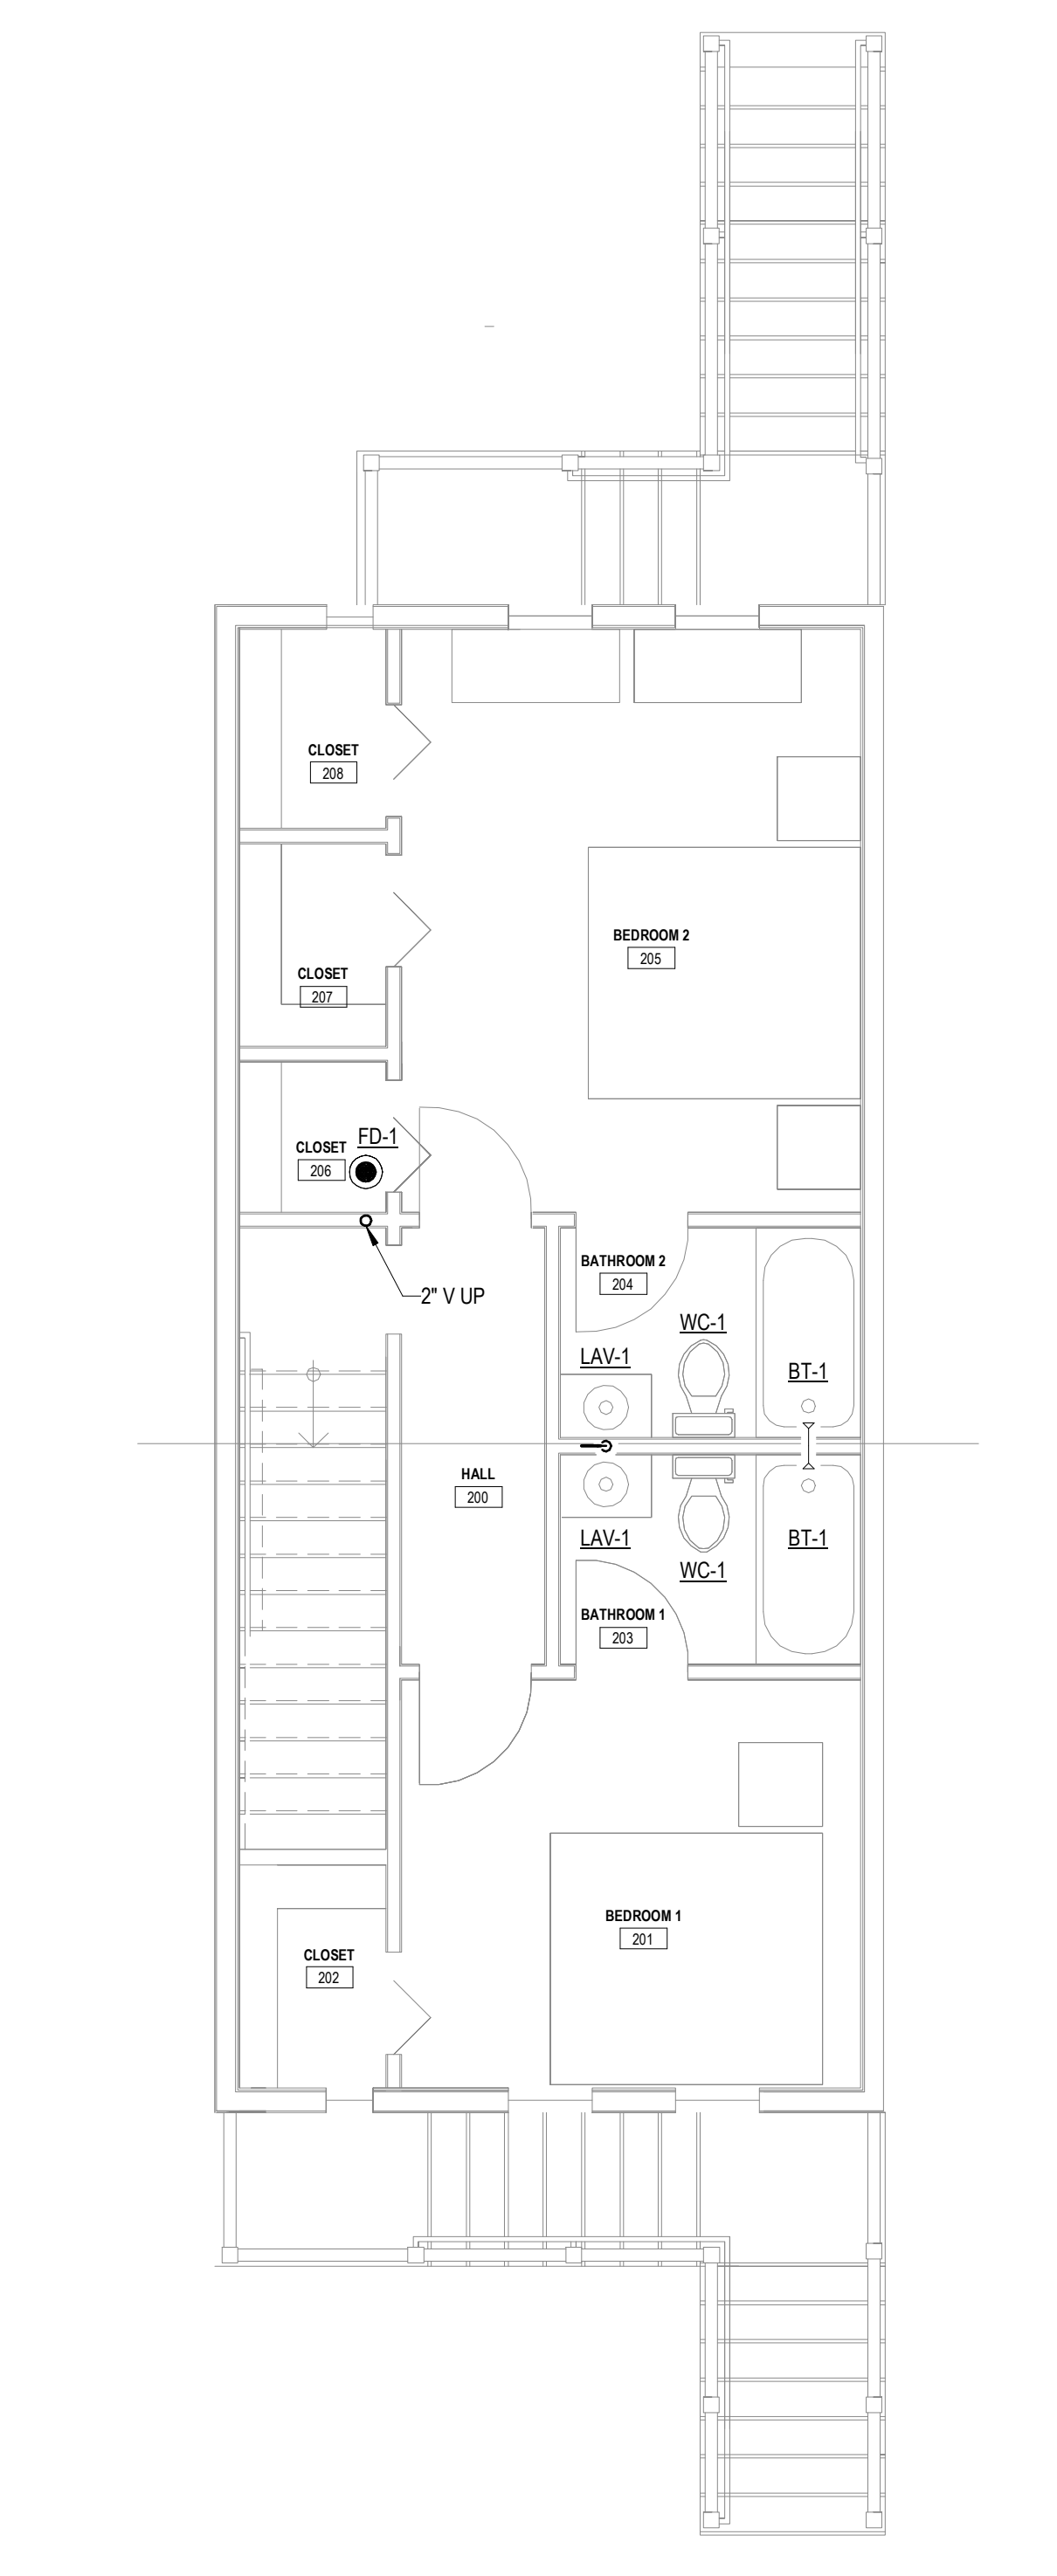 CLOSET
208
BEDROOM 2
205
CLOSET
207
FD-1
CLOSET
206
BATHROOM 2
204
2" V UP
WC-1
LAV-1
BT-1
HALL
200
LAV-1
BT-1
WC-1
BATHROOM 1
203
BEDROOM 1
201
CLOSET
202